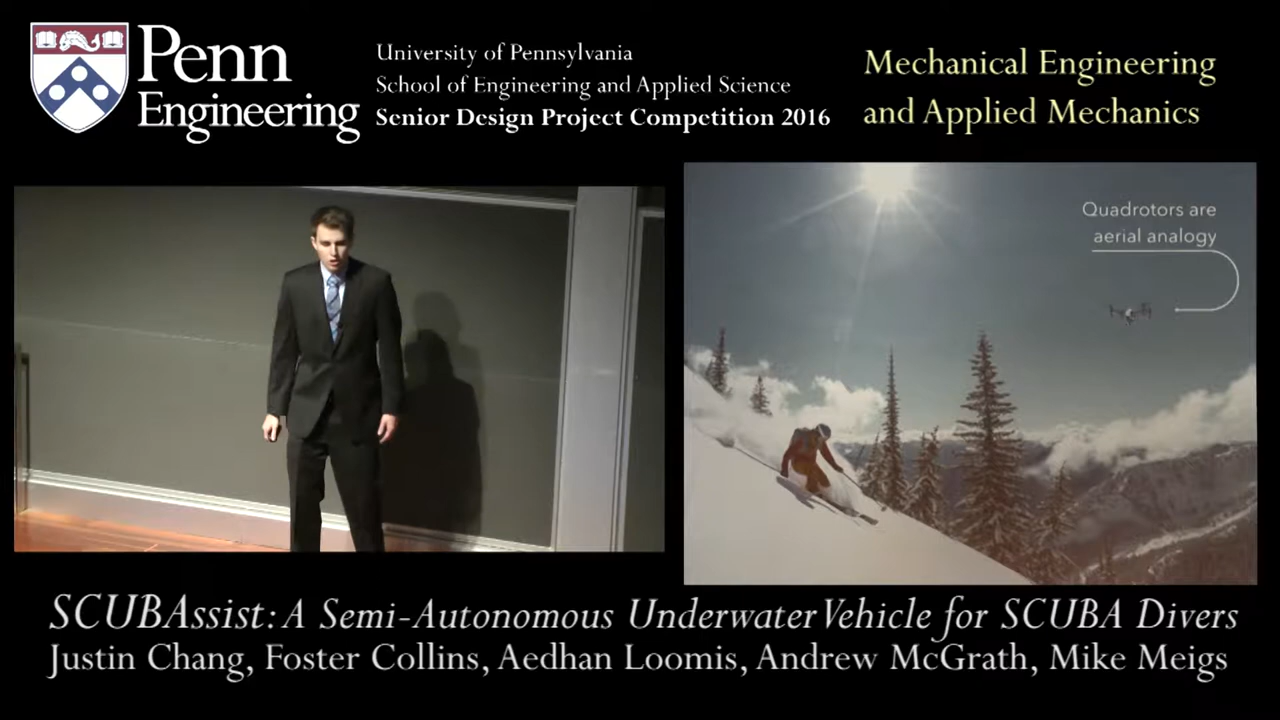 Penn
Engineering
University of Pennsylvania
School of Engineering and Applied Science
Senior Design Project Competition 2016
Mechanical Engineering
and Applied Mechanics
Quadrotors are
aerial analogy
SCUBAssist: A Semi-Autonomous Underwater Vehicle for SCUBA Divers
Justin Chang, Foster Collins, Aedhan Loomis, Andrew McGrath, Mike Meigs